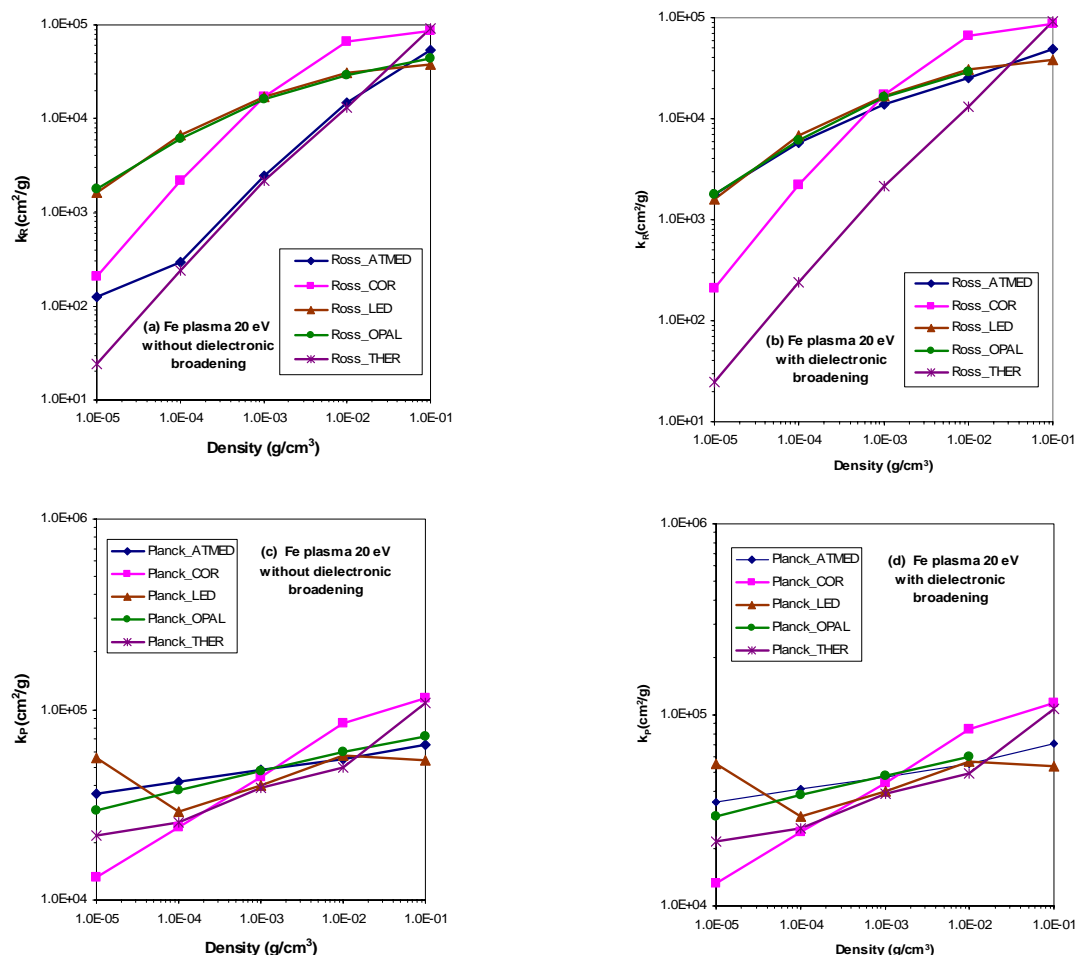 1.0E+05
1.0E+04
1.0E+03
1.0E+02
1.0E+01
kR(cm²/g)
Ross_ATMED
Ross_COR
Ross_LED
Ross_OPAL
Ross_THER
(a) Fe plasma 20 eV
without dielectronic
broadening
1.0E-05 1.0E-04 1.0E-03 1.0E-02 1.0E-01
Density (g/cm³)
1.0E+05
1.0E+04
1.0E+03
1.0E+02
1.0E+01
kR(cm²/g)
Ross_ATMED
Ross_COR
Ross_LED
Ross_OPAL
Ross_THER
(b) Fe plasma 20 eV
with dielectronic
broadening
1.0E-05 1.0E-04 1.0E-03 1.0E-02 1.0E-01
Density (g/cm³)
1.0E+06
1.0E+05
1.0E+04
kP(cm²/g)
Planck_ATMED
Planck_COR
Planck_LED
Planck_OPAL
Planck_THER
(c) Fe plasma 20 eV
without dielectronic
broadening
1.0E-05 1.0E-04 1.0E-03 1.0E-02 1.0E-01
Density (g/cm³)
1.0E+06
1.0E+05
1.0E+04
kP(cm²/g)
Planck_ATMED
Planck_COR
Planck_LED
Planck_OPAL
Planck_THER
(d) Fe plasma 20 eV
with dielectronic
broadening
1.0E-05 1.0E-04 1.0E-03 1.0E-02 1.0E-01
Density (g/cm³)